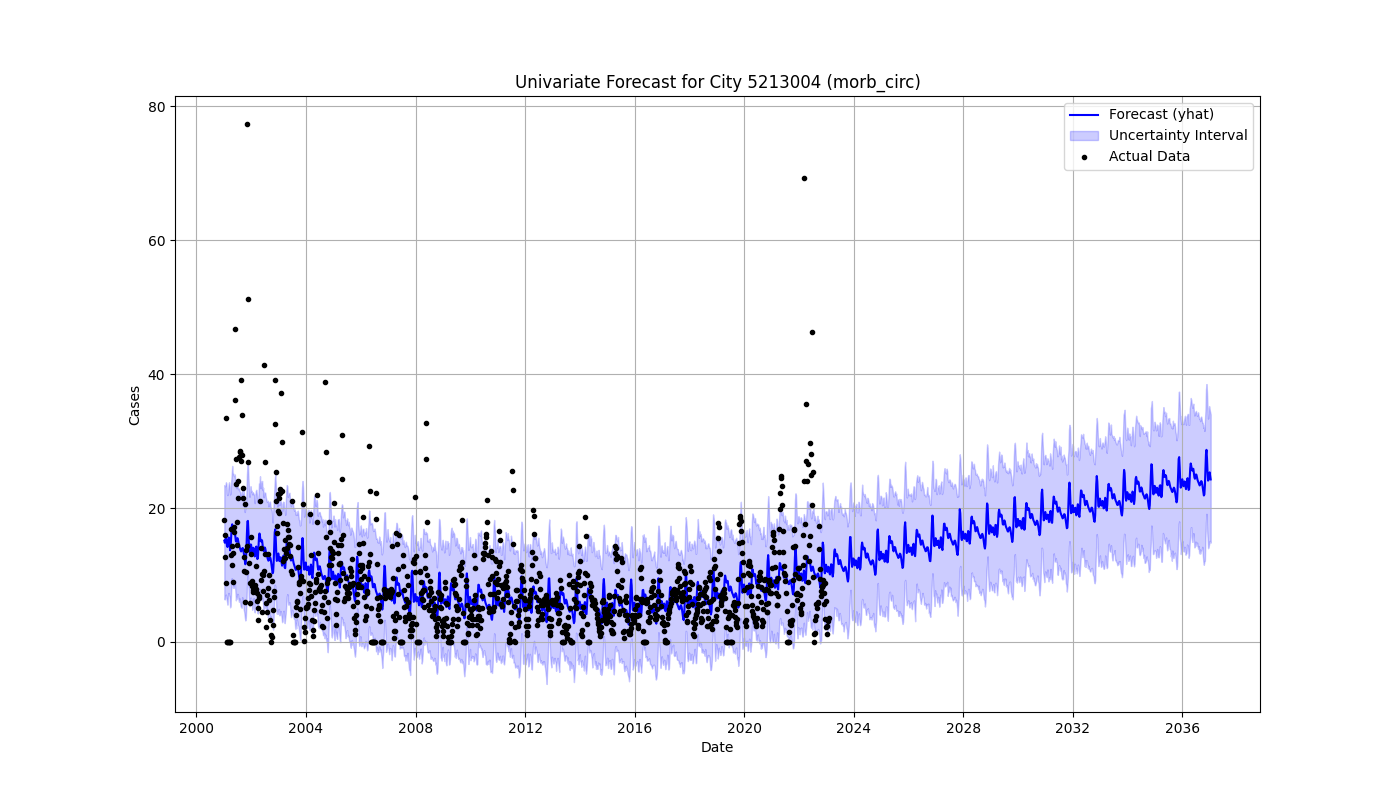 Univariate Forecast for City 5213004 (morb_circ)
Forecast (yhat)
Uncertainty Interval
Actual Data
80
60
40
20
0
Cases
2000 2004 2008 2012 2016 2020 2024 2028 2032 2036
Date